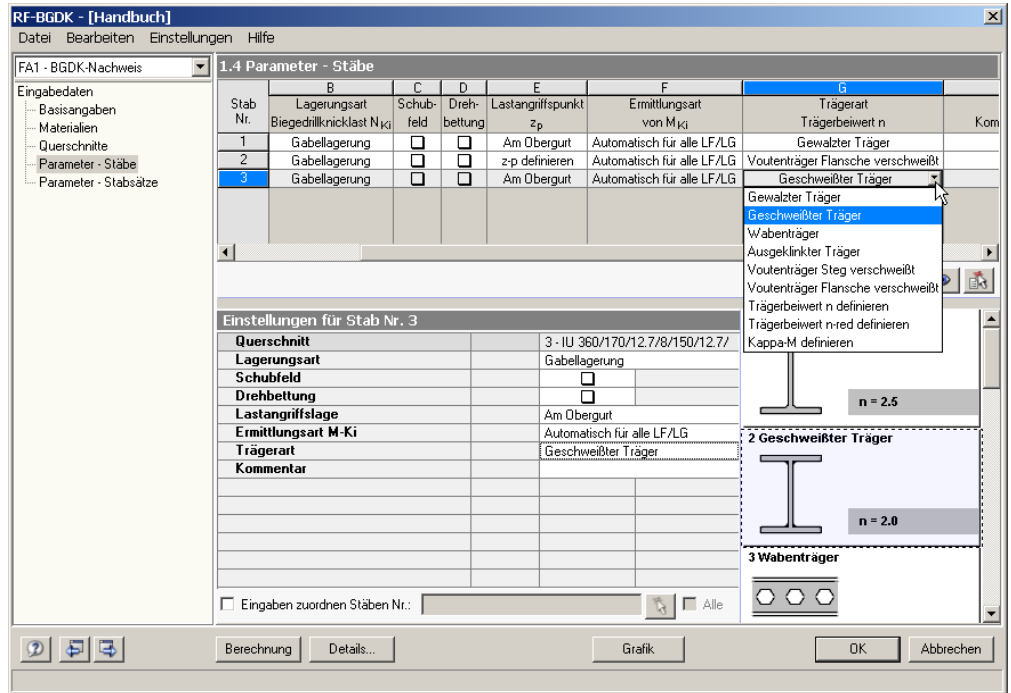 RF-BGDK - [Handbuch]
Datei Bearbeiten Einstellungen Hilfe
FA1 - BGDK-Nachweis
Eingabedaten
Basisangaben
Materialien
Querschnitte
Parameter - Stäbe
Parameter - Stabsätze
1.4 Parameter - Stäbe
B C D E F G
Stab Lagerungsart Schub- Dreh- Lastangriffspunkt Ermittlungsart Trägerart
Nr. Biegedrillknicklast N Ki feld bettung zp von M Ki Trägerbeiwert n Kom
1 Gabellagerung Am Obergurt Automatisch für alle LF/LG Gewalzter Träger
2 Gabellagerung z-p definieren Automatisch für alle LF/LG Voutenträger Flansche verschweißt
3 Gabellagerung Am Obergurt Automatisch für alle LF/LG Geschweißter Träger
Gewalzter Träger
Geschweißter Träger
Wabenträger
Ausgeklinkter Träger
Voutenträger Steg verschweißt
Voutenträger Flansche verschweißt
Trägerbeiwert n definieren
Trägerbeiwert n-red definieren
Kappa-M definieren
Einstellungen für Stab Nr. 3
Querschnitt 3 - IU 360/170/12.7/8/150/12.7/
Lagerungsart Gabellagerung
Schubfeld
Drehbettung
Lastangriffslage Am Obergurt
Ermittlungsart M-Ki Automatisch für alle LF/LG
Trägerart Geschweißter Träger
Kommentar
n = 2.5
2 Geschweißter Träger
n = 2.0
3 Wabenträger
Eingaben zuordnen Stäben Nr.: Alle
Berechnung Details... Grafik OK Abbrechen